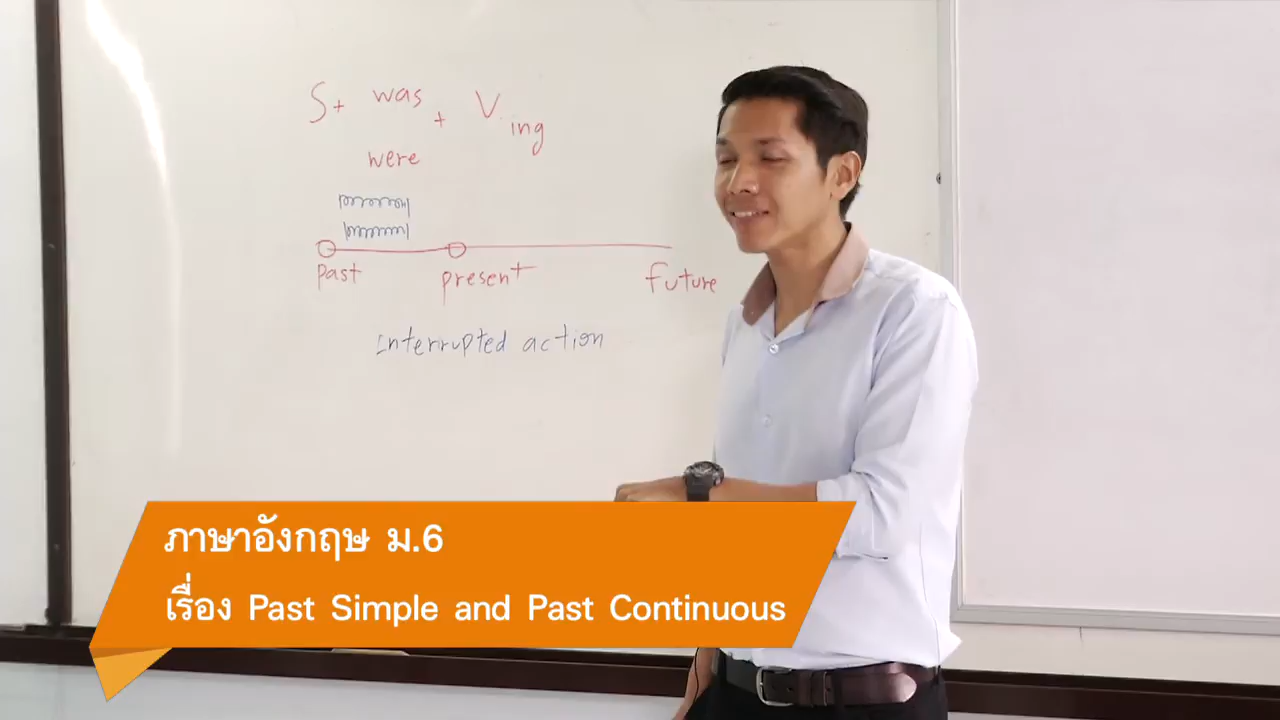 S + was + V ing
were
past present future
Interrupted action
ภาษาอังกฤษ ม.6
เรื่อง Past Simple and Past Continuous